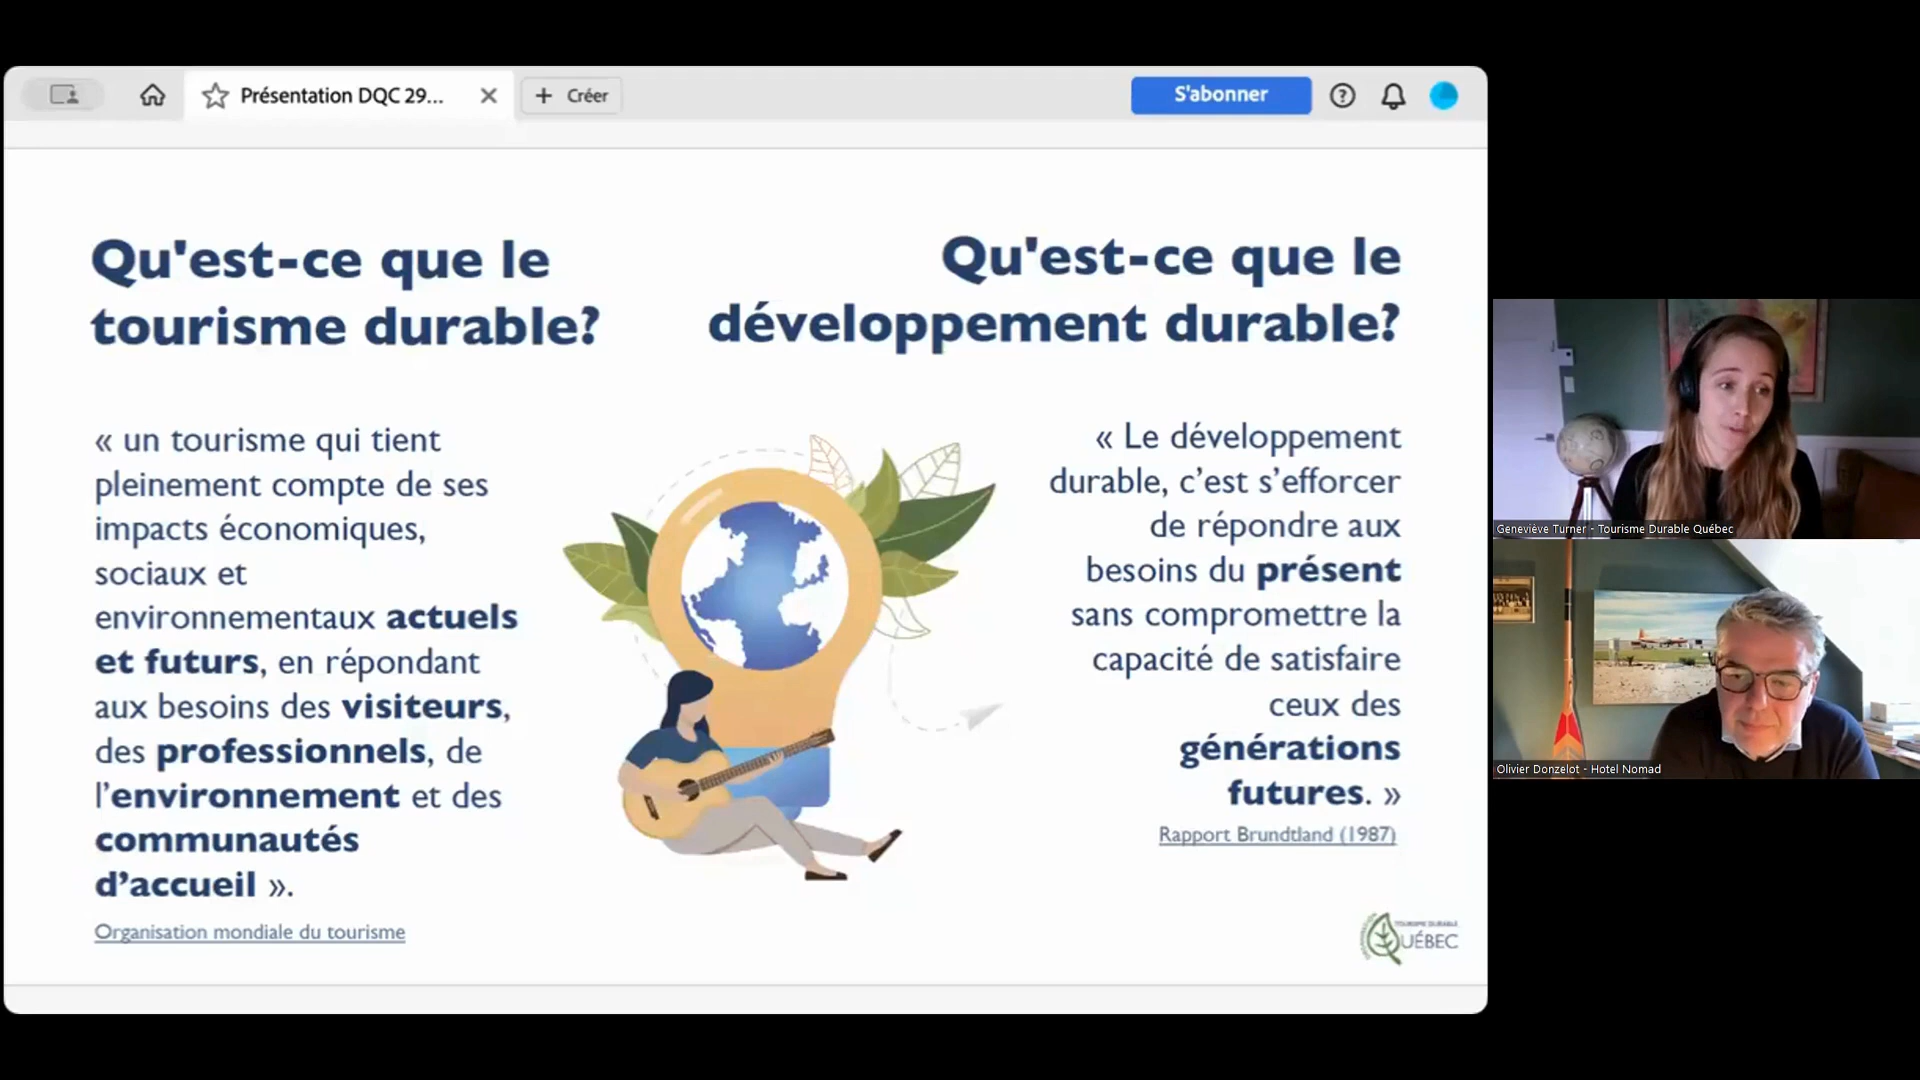 Présentation DQC 29...
Créer
S'abonner
Qu'est-ce que le
tourisme durable?
« un tourisme qui tient
pleinement compte de ses
impacts économiques,
sociaux et
environnementaux actuels
et futurs, en répondant
aux besoins des visiteurs,
des professionnels, de
l’environnement et des
communautés
d’accueil ».
Organisation mondiale du tourisme
Qu'est-ce que le
développement durable?
« Le développement
durable, c’est s’efforcer
de répondre aux
besoins du présent
sans compromettre la
capacité de satisfaire
ceux des
générations
futures. »
Rapport Brundtland (1987)
TOURISME DURABLE
QUÉBEC
Geneviève Turner - Tourisme Durable Québec
Olivier Donzelot - Hotel Nomad